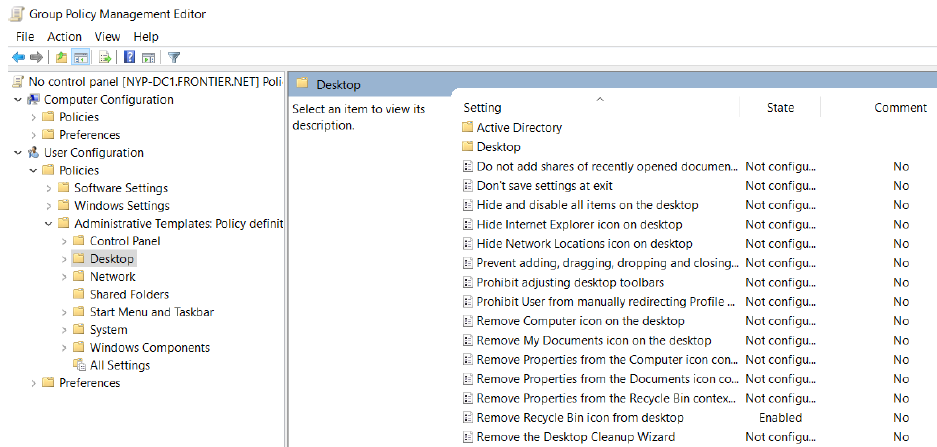 Group Policy Management Editor
File Action View Help
No control panel [NYP-DC1.FRONTIER.NET] Poli
Computer Configuration
Policies
Preferences
User Configuration
Policies
Software Settings
Windows Settings
Administrative Templates: Policy definit
Control Panel
Desktop
Network
Shared Folders
Start Menu and Taskbar
System
Windows Components
All Settings
Preferences
Desktop
Select an item to view its
description.
Setting State Comment
Active Directory
Desktop
Do not add shares of recently opened documen... Not configu... No
Don't save settings at exit Not configu... No
Hide and disable all items on the desktop Not configu... No
Hide Internet Explorer icon on desktop Not configu... No
Hide Network Locations icon on desktop Not configu... No
Prevent adding, dragging, dropping and closing... Not configu... No
Prohibit adjusting desktop toolbars Not configu... No
Prohibit User from manually redirecting Profile ... Not configu... No
Remove Computer icon on the desktop Not configu... No
Remove My Documents icon on the desktop Not configu... No
Remove Properties from the Computer icon con... Not configu... No
Remove Properties from the Documents icon co... Not configu... No
Remove Properties from the Recycle Bin contex... Not configu... No
Remove Recycle Bin icon from desktop Enabled No
Remove the Desktop Cleanup Wizard Not configu... No